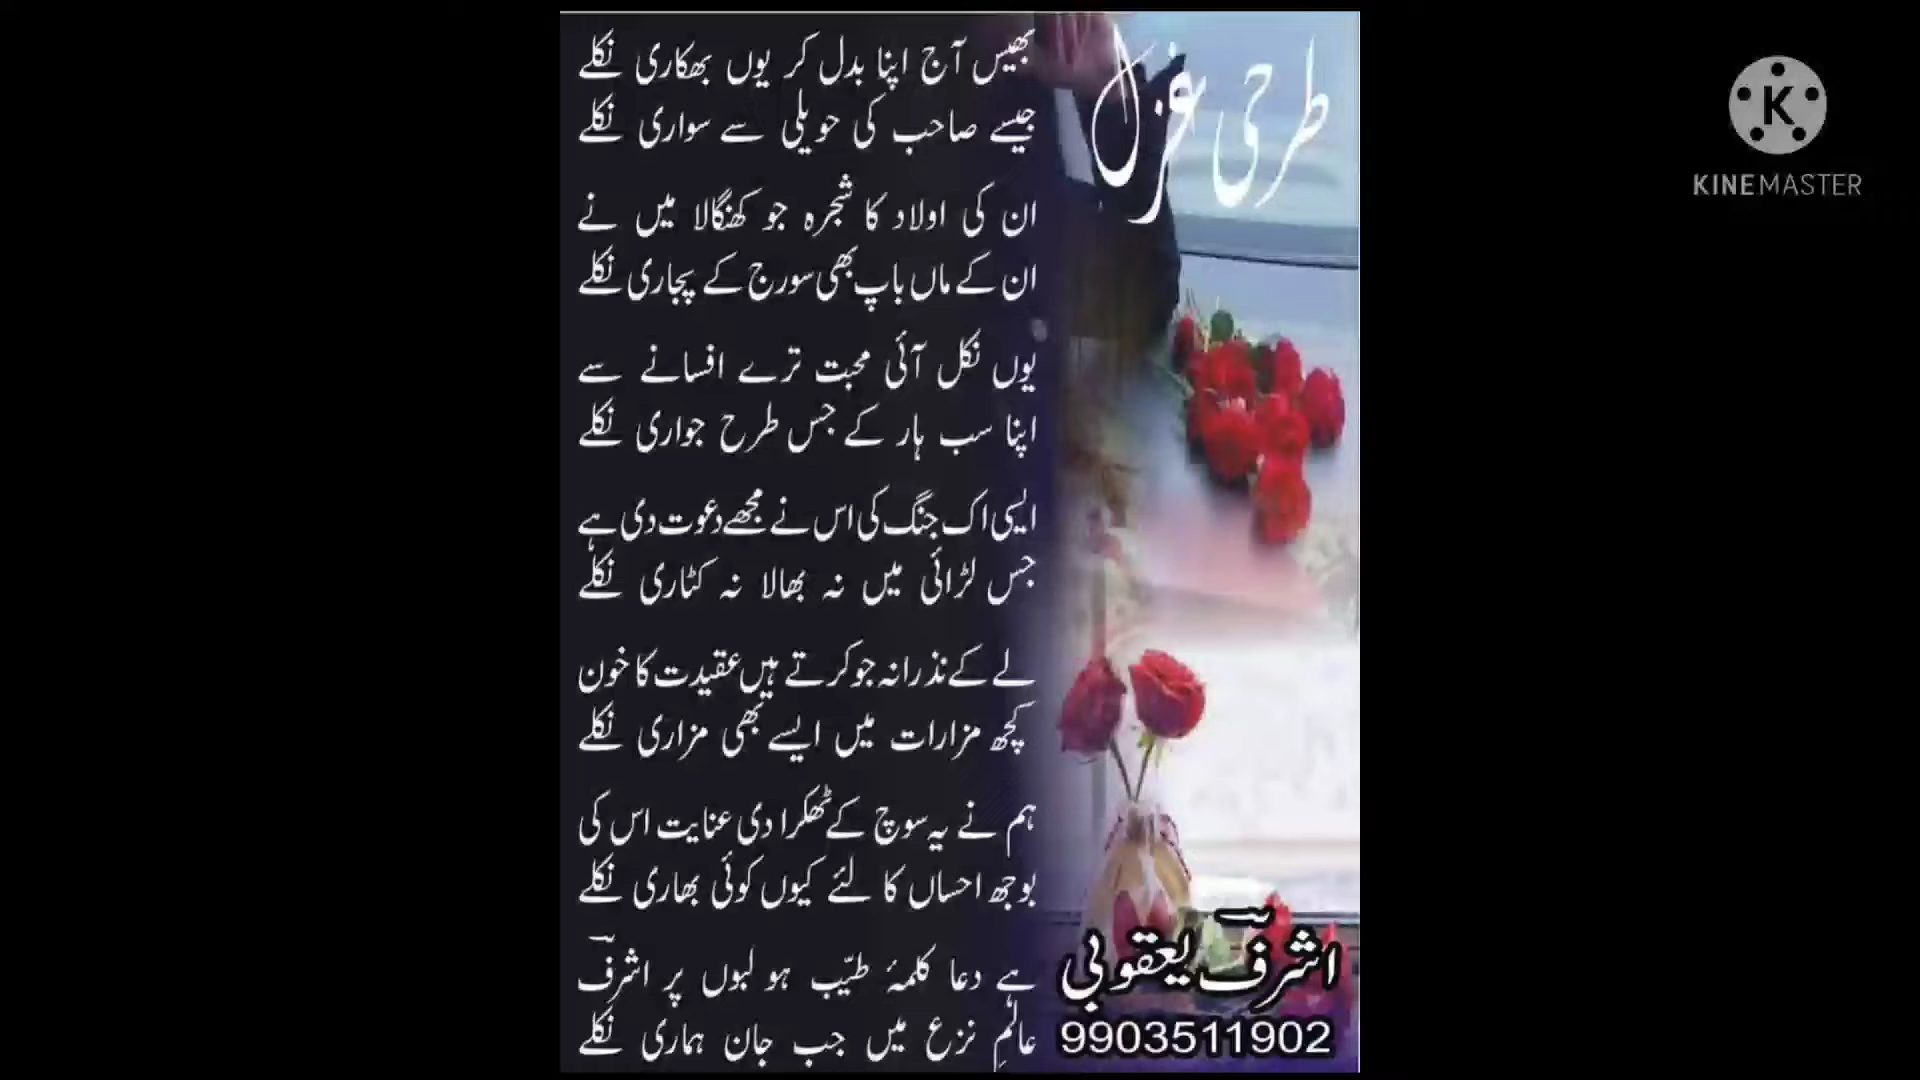 طرحی غزل
بھیس آج اپنا بدل کر یوں بھکاری نکلے
جیسے صاحب کی حویلی سے سواری نکلے
ان کی اولاد کا شجرہ جو کھنگالا میں نے
ان کے ماں باپ بھی سورج کے پجاری نکلے
یوں نکل آئی محبت ترے افسانے سے
اپنا سب ہار کے جس طرح جواری نکلے
ایسی اک جنگ کی اس نے مجھے دعوت دی ہے
جس لڑائی میں نہ بھالا نہ کٹاری نکلے
لے کے نذرانہ جو کرتے ہیں عقیدت کا خون
کچھ مزارات میں ایسے بھی مزاری نکلے
ہم نے یہ سوچ کے ٹھکرا دی عنایت اس کی
بوجھ احساں کا لئے کیوں کوئی بھاری نکلے
ہے دعا کلمۂ طیّب ہو لبوں پر اشرفؔ
عالمِ نزع میں جب جان ہماری نکلے
اشرفؔ یعقوبی
9903511902
K
KINEMASTER